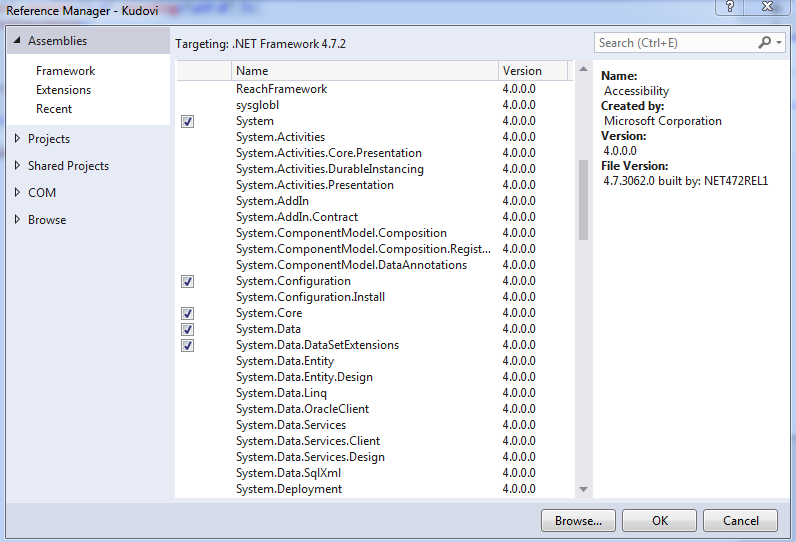 Reference Manager - Kudovi
Assemblies
Framework
Extensions
Recent
Projects
Shared Projects
COM
Browse
Targeting: .NET Framework 4.7.2
Search (Ctrl+E)
Name Version
ReachFramework 4.0.0.0
sysglobl 4.0.0.0
System 4.0.0.0
System.Activities 4.0.0.0
System.Activities.Core.Presentation 4.0.0.0
System.Activities.DurableInstancing 4.0.0.0
System.Activities.Presentation 4.0.0.0
System.AddIn 4.0.0.0
System.AddIn.Contract 4.0.0.0
System.ComponentModel.Composition 4.0.0.0
System.ComponentModel.Composition.Regist... 4.0.0.0
System.ComponentModel.DataAnnotations 4.0.0.0
System.Configuration 4.0.0.0
System.Configuration.Install 4.0.0.0
System.Core 4.0.0.0
System.Data 4.0.0.0
System.Data.DataSetExtensions 4.0.0.0
System.Data.Entity 4.0.0.0
System.Data.Entity.Design 4.0.0.0
System.Data.Linq 4.0.0.0
System.Data.OracleClient 4.0.0.0
System.Data.Services 4.0.0.0
System.Data.Services.Client 4.0.0.0
System.Data.Services.Design 4.0.0.0
System.Data.SqlXml 4.0.0.0
System.Deployment 4.0.0.0
Name:
Accessibility
Created by:
Microsoft Corporation
Version:
4.0.0.0
File Version:
4.7.3062.0 built by: NET472REL1
Browse... OK Cancel